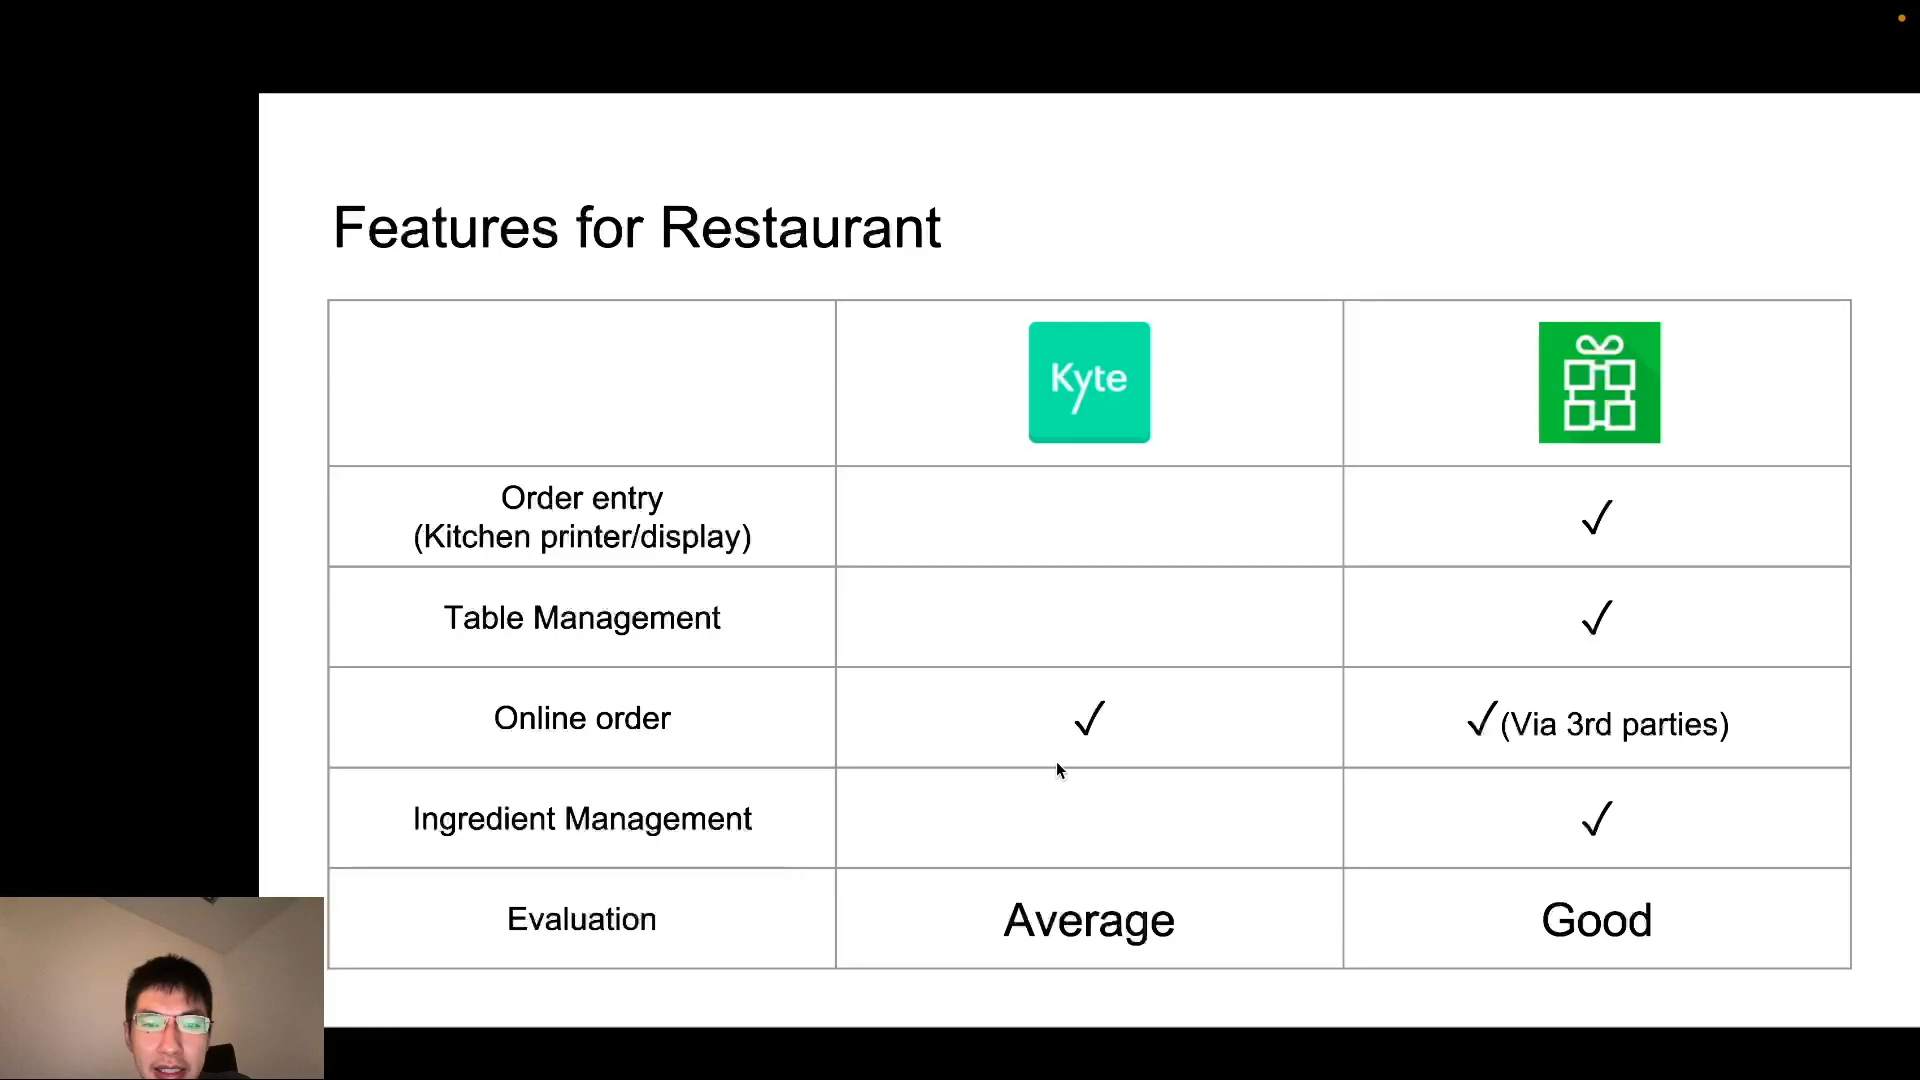 Features for Restaurant
Kyte
Order entry
(Kitchen printer/display)
✓
Table Management
✓
Online order
✓
✓(Via 3rd parties)
Ingredient Management
✓
Evaluation
Average
Good